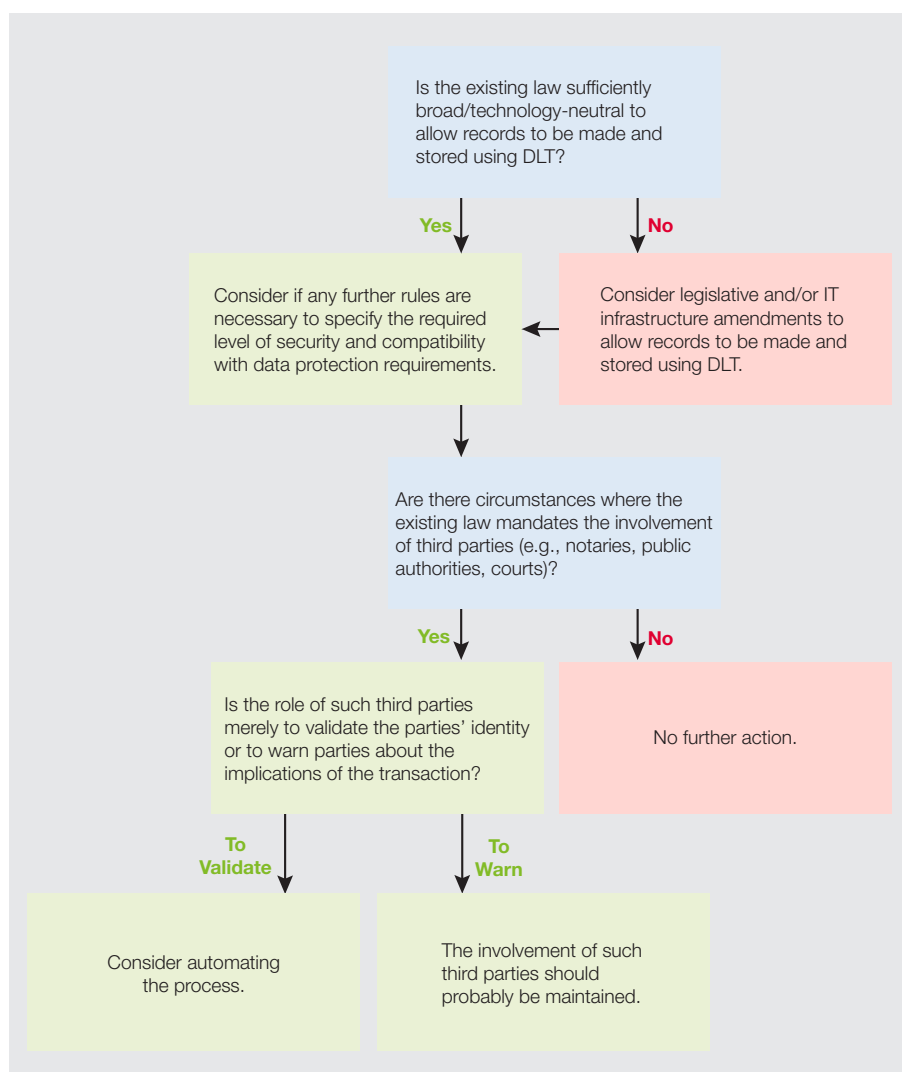 Is the existing law sufficiently
broad/technology-neutral to
allow records to be made and
stored using DLT?
Yes
No
Consider if any further rules are
necessary to specify the required
level of security and compatibility
with data protection requirements.
Consider legislative and/or IT
infrastructure amendments to
allow records to be made and
stored using DLT.
Are there circumstances where the
existing law mandates the involvement
of third parties (e.g., notaries, public
authorities, courts)?
Yes
No
Is the role of such third parties
merely to validate the parties’ identity
or to warn parties about the
implications of the transaction?
No further action.
To
Validate
To
Warn
Consider automating
the process.
The involvement of such
third parties should
probably be maintained.